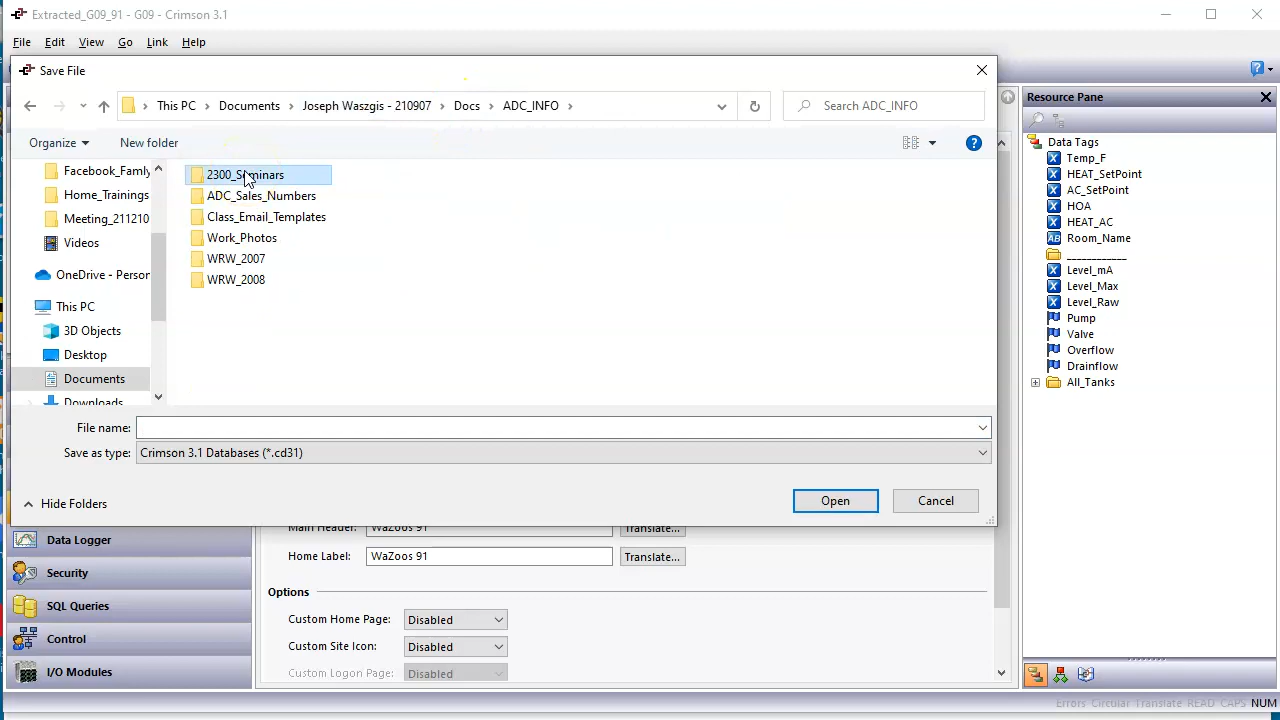 Extracted_G09_91 - G09 - Crimson 3.1
File Edit View Go Link Help
Save File
This PC > Documents > Joseph Waszgis - 210907 > Docs > ADC_INFO >
Search ADC_INFO
Organize
New folder
Facebook_Famly
Home_Trainings
Meeting_211210
Videos
OneDrive - Person
This PC
3D Objects
Desktop
Documents
Downloads
2300_Seminars
ADC_Sales_Numbers
Class_Email_Templates
Work_Photos
WRW_2007
WRW_2008
File name:
Save as type: Crimson 3.1 Databases (*.cd31)
Hide Folders
Open
Cancel
Data Logger
Security
SQL Queries
Control
I/O Modules
Main Header: WaZoos 91 Translate...
Home Label: WaZoos 91 Translate...
Options
Custom Home Page: Disabled
Custom Site Icon: Disabled
Custom Logon Page: Disabled
Resource Pane
Data Tags
Temp_F
HEAT_SetPoint
AC_SetPoint
HOA
HEAT_AC
Room_Name
____________
Level_mA
Level_Max
Level_Raw
Pump
Valve
Overflow
Drainflow
All_Tanks
Errors Circular Translate READ CAPS NUM